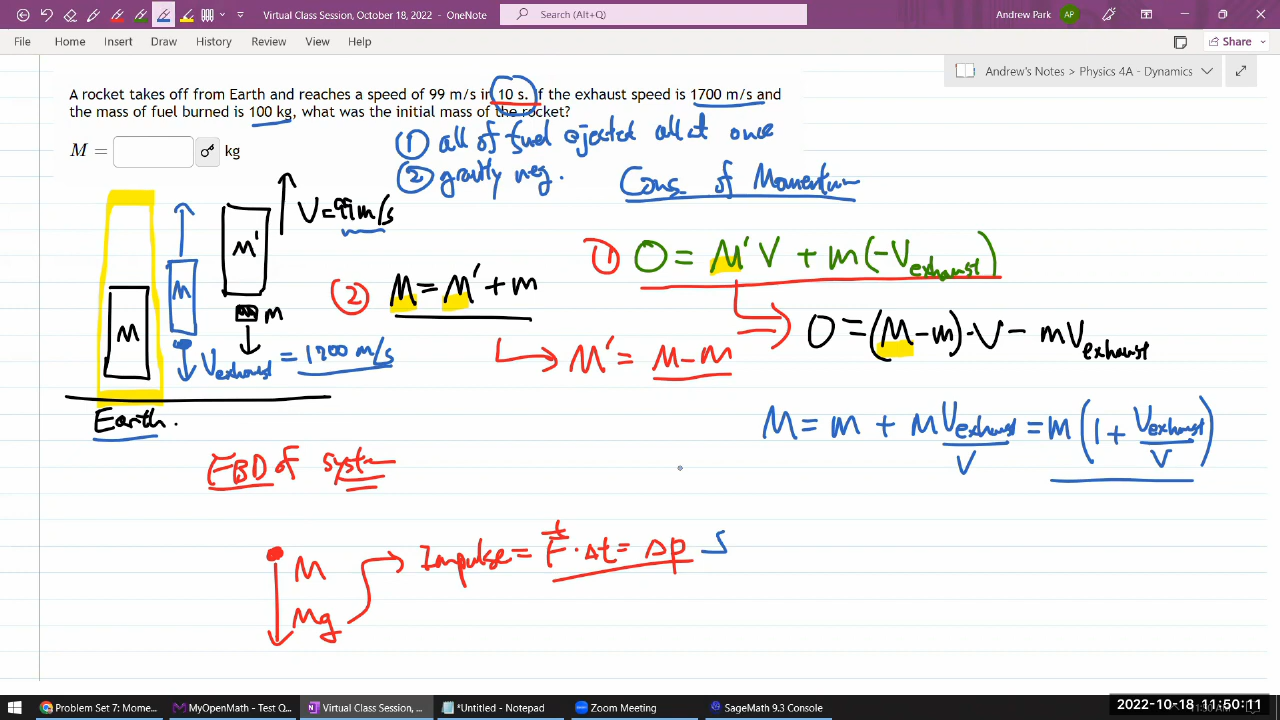 Virtual Class Session, October 18, 2022 - OneNote
Search (Alt+Q)
Andrew Park
AP
File Home Insert Draw History Review View Help
Share
Andrew's Notes > Physics 4A - Dynamics
A rocket takes off from Earth and reaches a speed of 99 m/s in 10 s. If the exhaust speed is 1700 m/s and
the mass of fuel burned is 100 kg, what was the initial mass of the rocket?
M = kg
① all of fuel ejected all at once
② gravity neg.
Cons. of Momentum
V = 99 m/s
M'
M
m
M
Vexhaust = 1700 m/s
Earth.
① 0 = M'V + m(-Vexhaust)
② M = M' + m
M' = M - m
0 = (M - m)·V - mVexhaust
M = m + m Vexhaust/V = m(1 + Vexhaust/V)
FBD of system
M
Mg
Impulse = F · Δt = Δp
Problem Set 7: Mome...
MyOpenMath - Test Q...
Virtual Class Session,...
*Untitled - Notepad
Zoom Meeting
SageMath 9.3 Console
2022-10-18 11:50:11